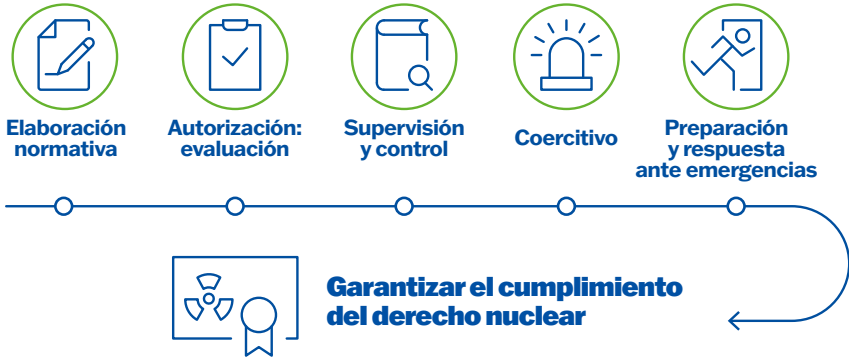 Elaboración
normativa
Autorización:
evaluación
Supervisión
y control
Coercitivo
Preparación
y respuesta
ante emergencias
Garantizar el cumplimiento
del derecho nuclear